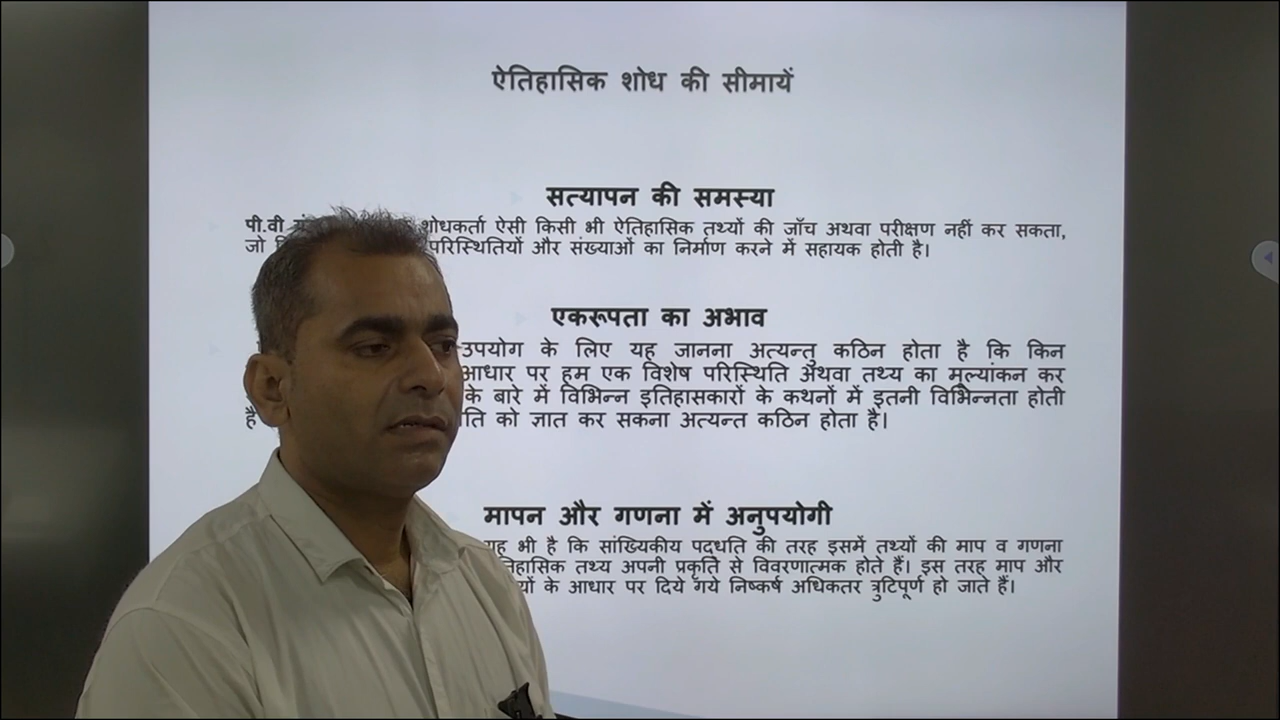 ऐतिहासिक शोध की सीमायें
सत्यापन की समस्या
पी.वी शोधकर्ता ऐसी किसी भी ऐतिहासिक तथ्यों की जाँच अथवा परीक्षण नहीं कर सकता,
जो परिस्थितियों और संख्याओं का निर्माण करने में सहायक होती है।
एकरूपता का अभाव
उपयोग के लिए यह जानना अत्यन्तु कठिन होता है कि किन
आधार पर हम एक विशेष परिस्थिति अथवा तथ्य का मूल्यांकन कर
के बारे में विभिन्न इतिहासकारों के कथनों में इतनी विभिन्नता होती
है को ज्ञात कर सकना अत्यन्त कठिन होता है।
मापन और गणना में अनुपयोगी
यह भी है कि सांख्यिकीय पद्धति की तरह इसमें तथ्यों की माप व गणना
तथ्य अपनी प्रकृति से विवरणात्मक होते हैं। इस तरह माप और
के आधार पर दिये गये निष्कर्ष अधिकतर त्रुटिपूर्ण हो जाते हैं।